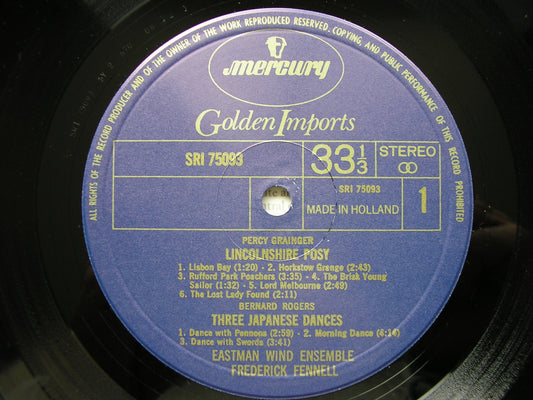 ALL RIGHTS OF THE RECORD PRODUCER AND OF THE OWNER OF THE WORK REPRODUCED RESERVED. COPYING, AND PUBLIC PERFORMANCE OF THIS RECORD PROHIBITED
mercury
Golden Imports
SRI 75093
33 1/3
STEREO
SRI 75093
MADE IN HOLLAND
1
PERCY GRAINGER
LINCOLNSHIRE POSY
1. Lisbon Bay (1:20) - 2. Horkstow Grange (2:43)
3. Rufford Park Poachers (3:35) - 4. The Brisk Young
Sailor (1:32) - 5. Lord Melbourne (2:49)
6. The Lost Lady Found (2:11)
BERNARD ROGERS
THREE JAPANESE DANCES
1. Dance with Pennons (2:59) - 2. Morning Dance (4:14)
3. Dance with Swords (3:41)
EASTMAN WIND ENSEMBLE
FREDERICK FENNELL